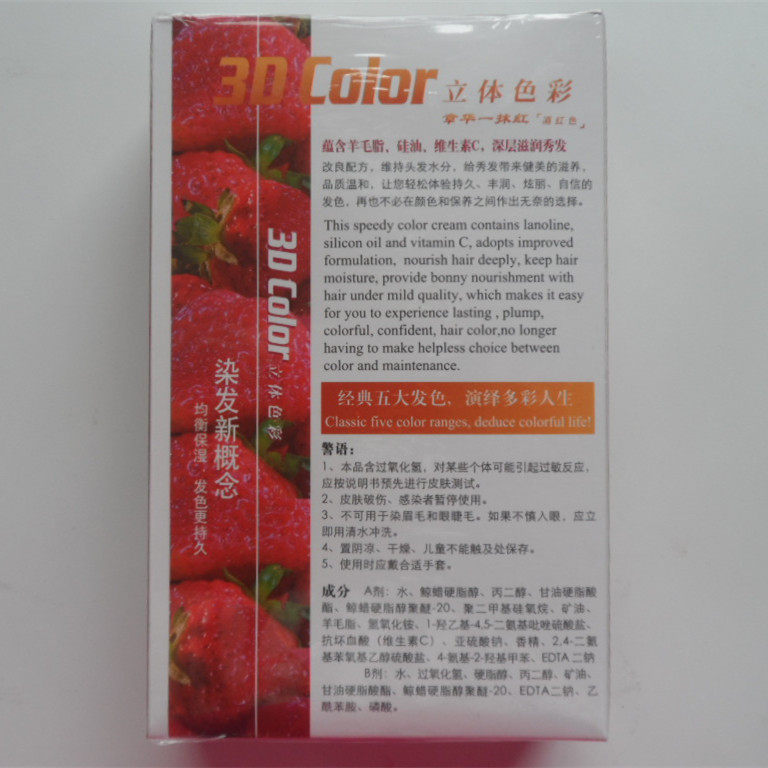 3D Color 立体色彩
奢华一抹红「酒红色」
蕴含羊毛脂、硅油、维生素C，深层滋润秀发
改良配方，维持头发水分，给秀发带来健美的滋养，
品质温和，让您轻松体验持久、丰润、炫丽、自信的
发色，再也不必在颜色和保养之间作出无奈的选择。
This speedy color cream contains lanoline,
silicon oil and vitamin C, adopts improved
formulation, nourish hair deeply, keep hair
moisture, provide bonny nourishment with
hair under mild quality, which makes it easy
for you to experience lasting , plump,
colorful, confident, hair color,no longer
having to make helpless choice between
color and maintenance.
经典五大发色，演绎多彩人生
Classic five color ranges, deduce colorful life!
警语：
1、本品含过氧化氢，对某些个体可能引起过敏反应，
应按说明书预先进行皮肤测试。
2、皮肤破伤、感染者暂停使用。
3、不可用于染眉毛和眼睫毛。如果不慎入眼，应立
即用清水冲洗。
4、置阴凉、干燥、儿童不能触及处保存。
5、使用时应戴合适手套。
成分 A剂：水、鲸蜡硬脂醇、丙二醇、甘油硬脂酸
酯、鲸蜡硬脂醇聚醚-20、聚二甲基硅氧烷、矿油、
羊毛脂、氢氧化铵、1-羟乙基-4,5-二氨基吡唑硫酸盐、
抗坏血酸（维生素C）、亚硫酸钠、香精、2,4-二氨
基苯氧基乙醇硫酸盐、4-氨基-2-羟基甲苯、EDTA二钠
B剂：水、过氧化氢、硬脂醇、丙二醇、矿油、
甘油硬脂酸酯、鲸蜡硬脂醇聚醚-20、EDTA二钠、乙
酰苯胺、磷酸。
3D Color 立体色彩
染发新概念
均衡保湿，发色更持久